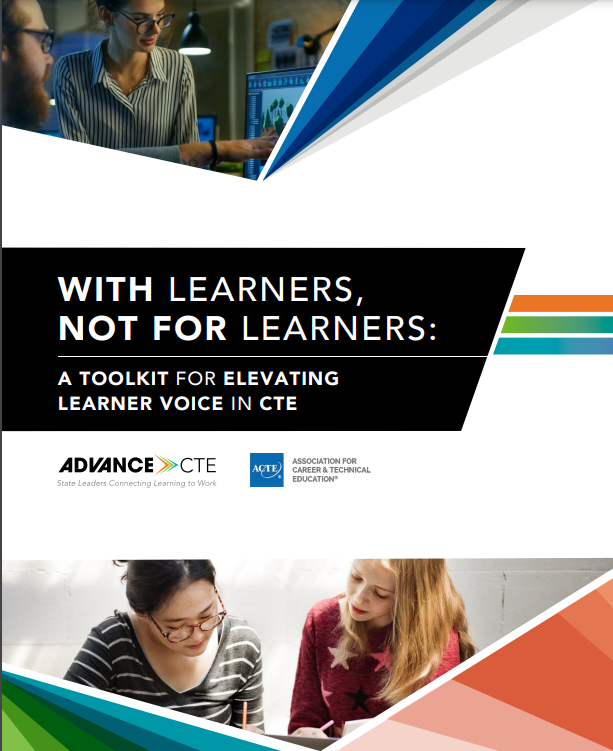 WITH LEARNERS,
NOT FOR LEARNERS:
A TOOLKIT FOR ELEVATING
LEARNER VOICE IN CTE
ADVANCE CTE
State Leaders Connecting Learning to Work
ACTE®
ASSOCIATION FOR
CAREER & TECHNICAL
EDUCATION®